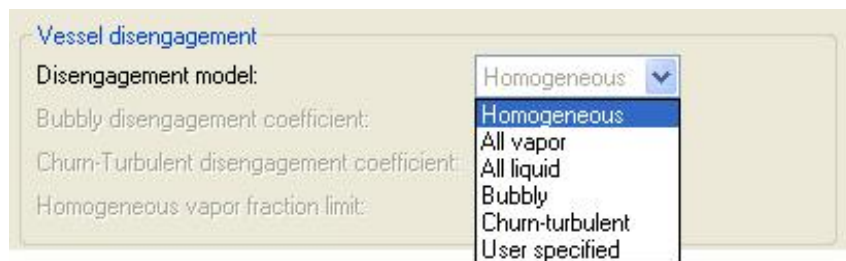 Vessel disengagement
Disengagement model: Homogeneous
Bubbly disengagement coefficient: Homogeneous
All vapor
Churn-Turbulent disengagement coefficient: All liquid
Bubbly
Homogeneous vapor fraction limit: Churn-turbulent
User specified